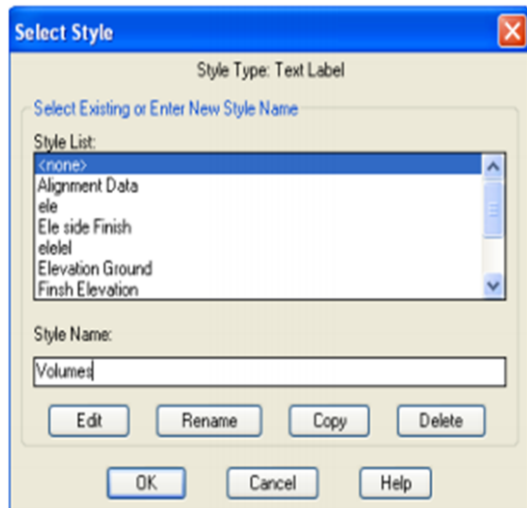 Select Style
Style Type: Text Label
Select Existing or Enter New Style Name
Style List:
<none>
Alignment Data
ele
Ele side Finish
elelel
Elevation Ground
Finsh Elevation
Style Name:
Volumes
Edit Rename Copy Delete
OK Cancel Help